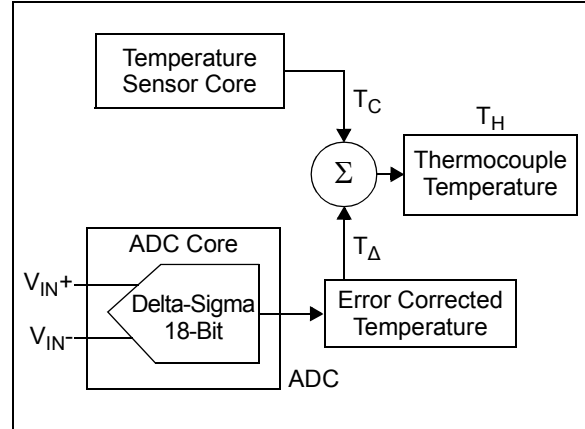 Temperature
Sensor Core
T_C
T_H
Σ
Thermocouple
Temperature
ADC Core
T_Δ
V_IN+
Delta-Sigma
18-Bit
V_IN-
Error Corrected
Temperature
ADC